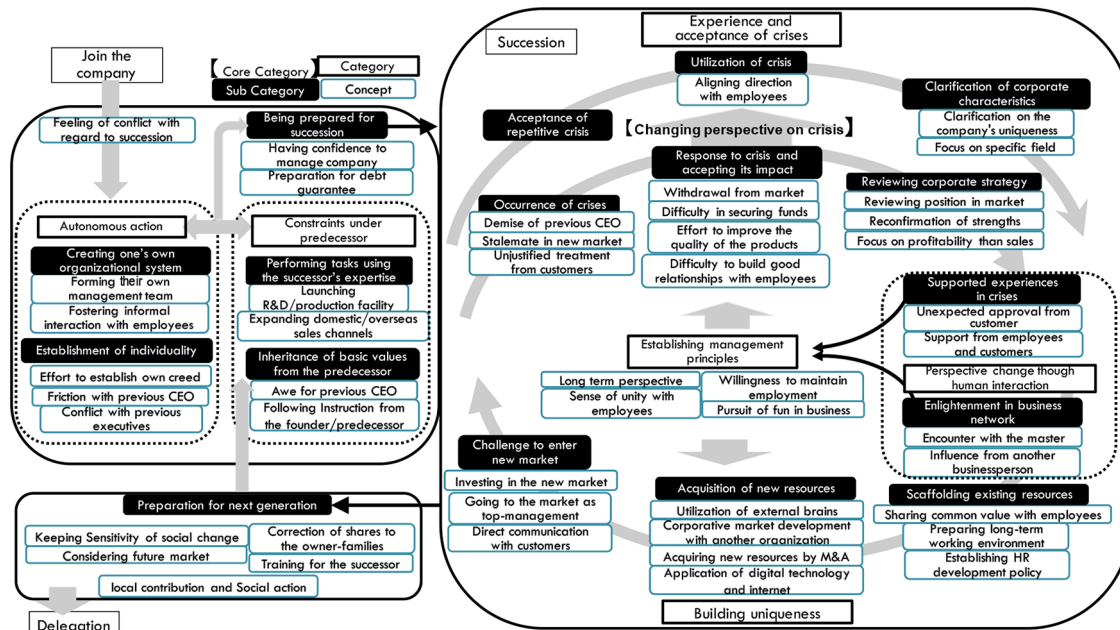 Join the
company
【Core Category】
Category
Sub Category
Concept
Feeling of conflict with
regard to succession
Being prepared for
succession
Having confidence to
manage company
Preparation for debt
guarantee
Autonomous action
Creating one's own
organizational system
Forming their own
management team
Fostering informal
interaction with employees
Establishment of individuality
Effort to establish own creed
Friction with previous CEO
Conflict with previous
executives
Constraints under
predecessor
Performing tasks using
the successor's expertise
Launching
R&D/production facility
Expanding domestic/overseas
sales channels
Inheritance of basic values
from the predecessor
Awe for previous CEO
Following Instruction from
the founder/predecessor
Preparation for next generation
Keeping Sensitivity of social change
Considering future market
Correction of shares to
the owner-families
Training for the successor
local contribution and Social action
Delegation
Succession
Experience and
acceptance of crises
Utilization of crisis
Aligning direction
with employees
Acceptance of
repetitive crisis
【Changing perspective on crisis】
Clarification of corporate
characteristics
Clarification on the
company's uniqueness
Focus on specific field
Response to crisis and
accepting its impact
Withdrawal from market
Difficulty in securing funds
Effort to improve the
quality of the products
Difficulty to build good
relationships with employees
Occurrence of crises
Demise of previous CEO
Stalemate in new market
Unjustified treatment
from customers
Reviewing corporate strategy
Reviewing position in market
Reconfirmation of strengths
Focus on profitability than sales
Supported experiences
in crises
Unexpected approval from
customer
Support from employees
and customers
Perspective change though
human interaction
Enlightenment in business
network
Encounter with the master
Influence from another
businessperson
Establishing management
principles
Long term perspective
Sense of unity with
employees
Willingness to maintain
employment
Pursuit of fun in business
Challenge to enter
new market
Investing in the new market
Going to the market as
top-management
Direct communication
with customers
Acquisition of new resources
Utilization of external brains
Corporative market development
with another organization
Acquiring new resources by M&A
Application of digital technology
and internet
Scaffolding existing resources
Sharing common value with employees
Preparing long-term
working environment
Establishing HR
development policy
Building uniqueness